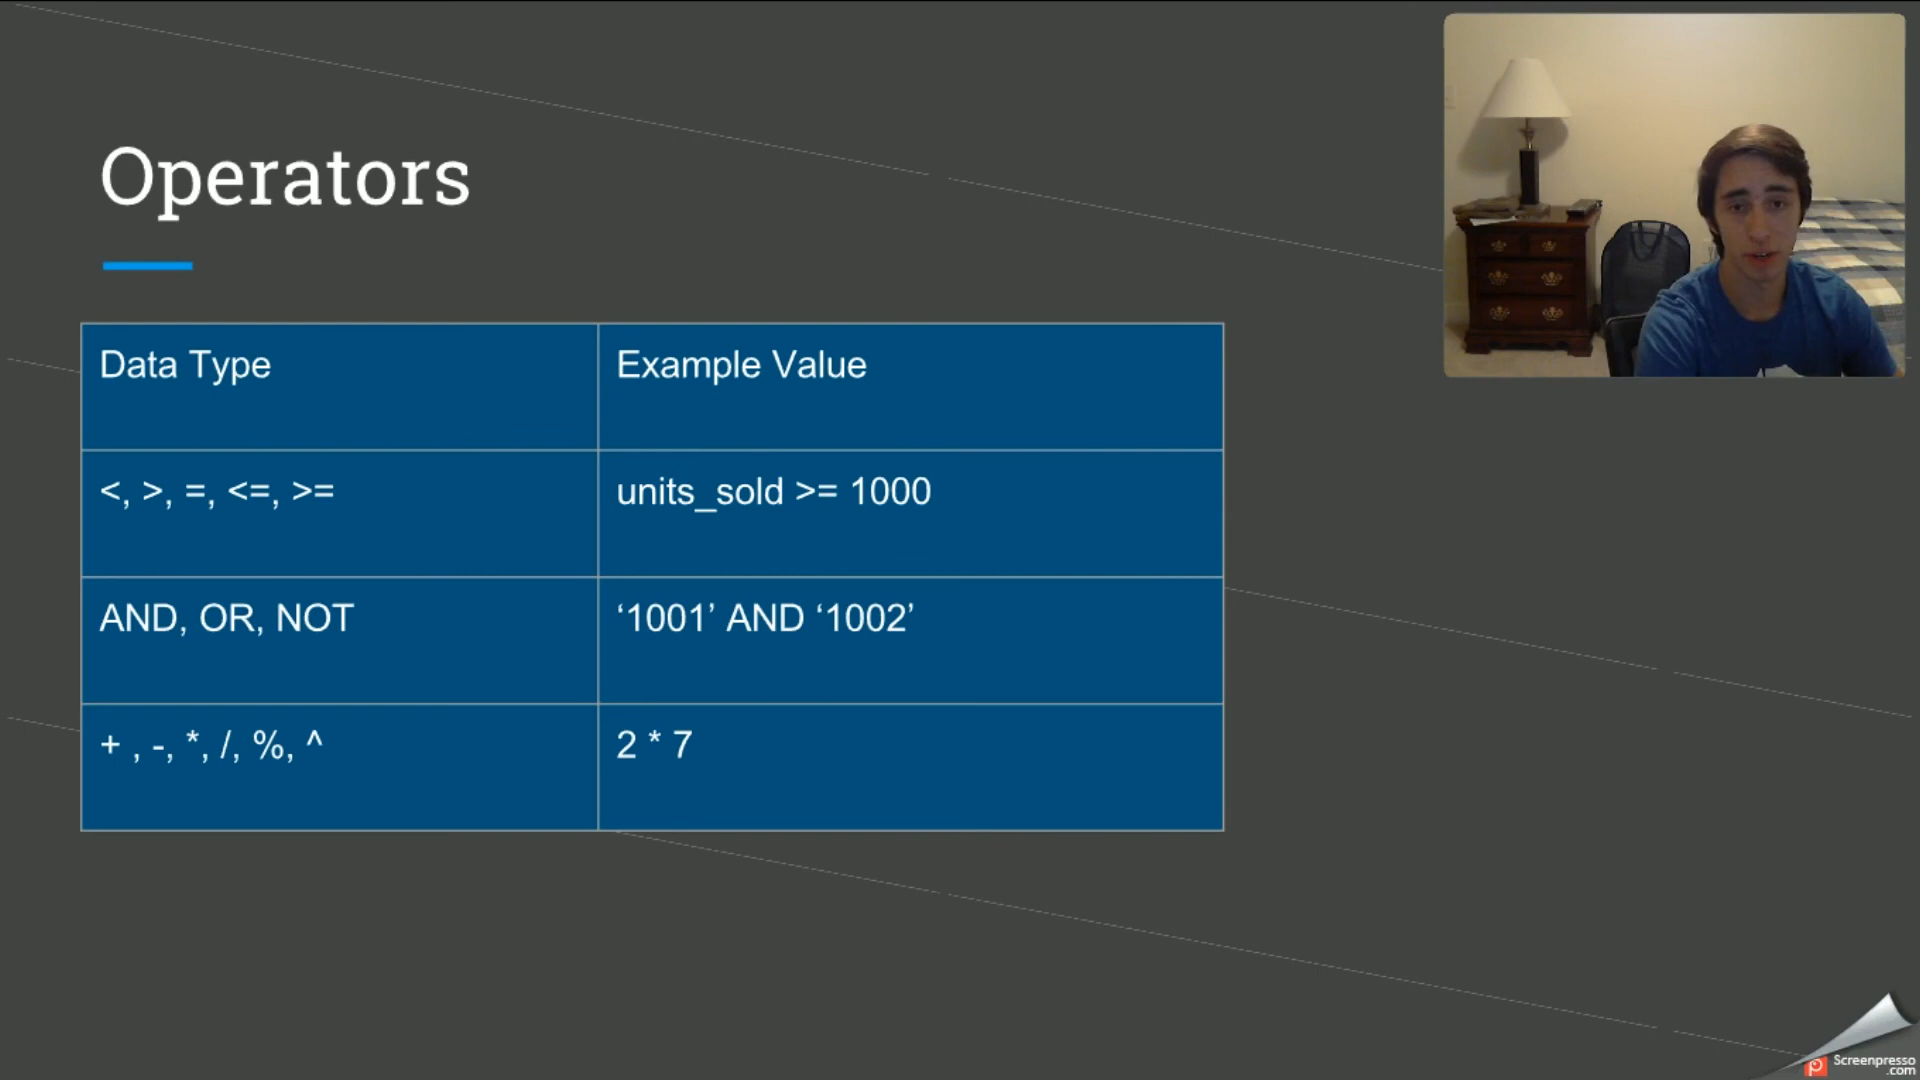 Operators
Data Type
Example Value
<, >, =, <=, >=
units_sold >= 1000
AND, OR, NOT
‘1001’ AND ‘1002’
+ , -, *, /, %, ^
2 * 7
Screenpresso
.com